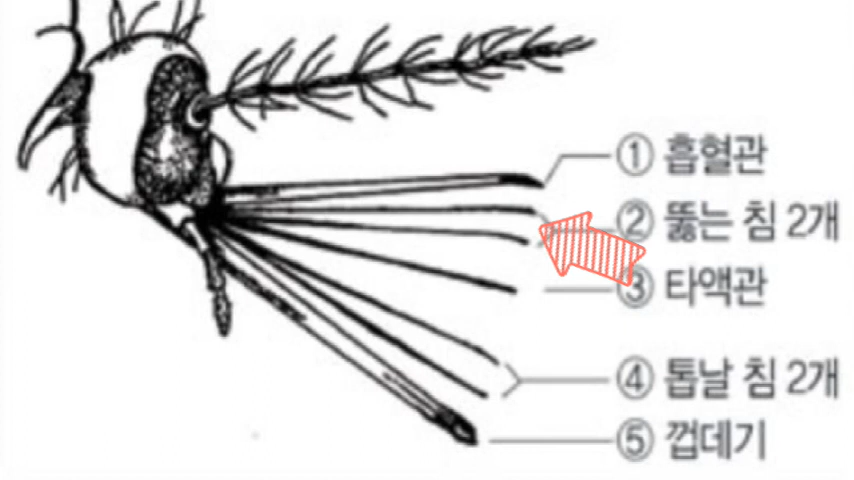 ① 흡혈관
② 뚫는 침 2개
③ 타액관
④ 톱날 침 2개
⑤ 껍데기